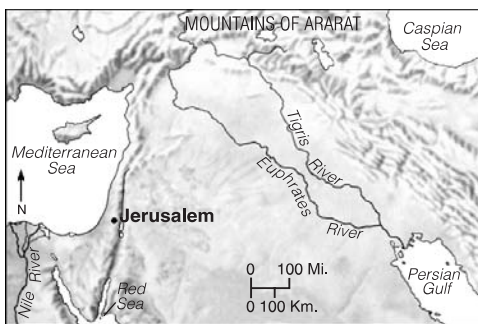 MOUNTAINS OF ARARAT
Caspian
Sea
Mediterranean
Sea
Tigris
River
Euphrates
River
N
Jerusalem
Nile River
Red
Sea
0 100 Mi.
0 100 Km.
Persian
Gulf